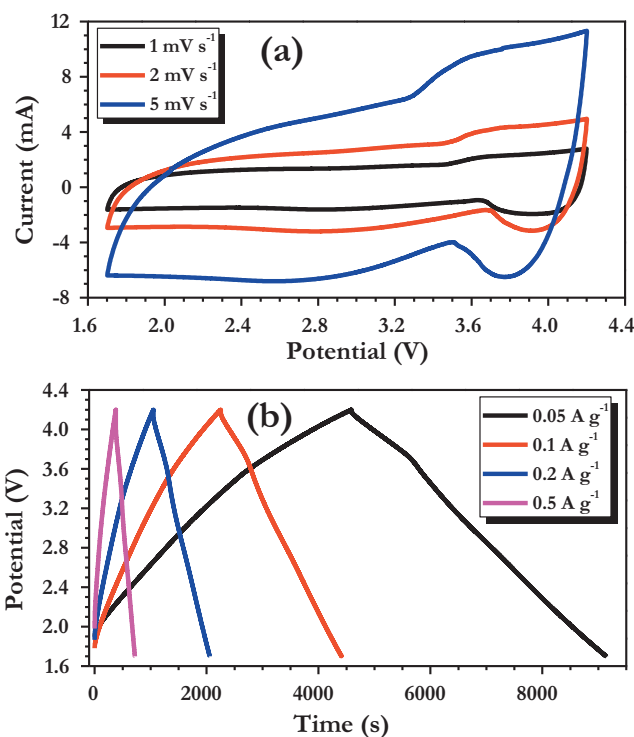 (a)
1 mV s⁻¹
2 mV s⁻¹
5 mV s⁻¹
12
8
4
0
-4
-8
Current (mA)
1.6 2.0 2.4 2.8 3.2 3.6 4.0 4.4
Potential (V)
(b)
0.05 A g⁻¹
0.1 A g⁻¹
0.2 A g⁻¹
0.5 A g⁻¹
4.4
4.0
3.6
3.2
2.8
2.4
2.0
1.6
Potential (V)
0 2000 4000 6000 8000
Time (s)